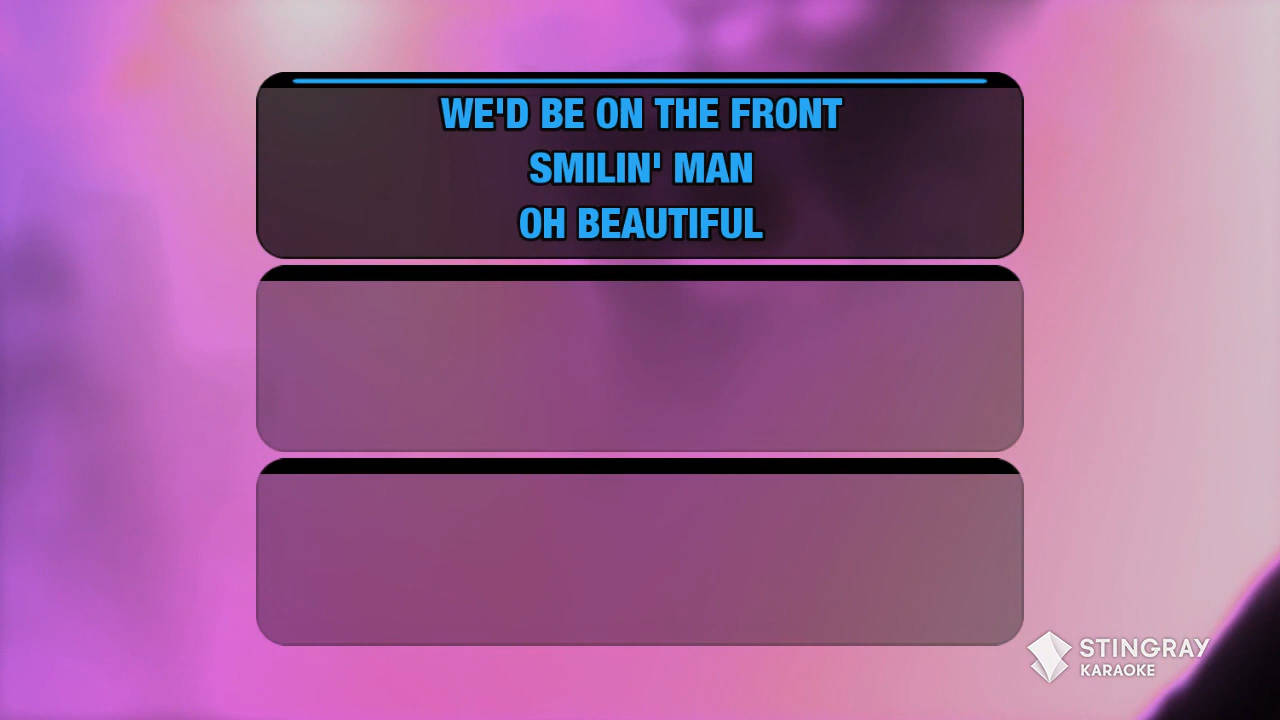 WE'D BE ON THE FRONT
SMILIN' MAN
OH BEAUTIFUL
STINGRAY
KARAOKE